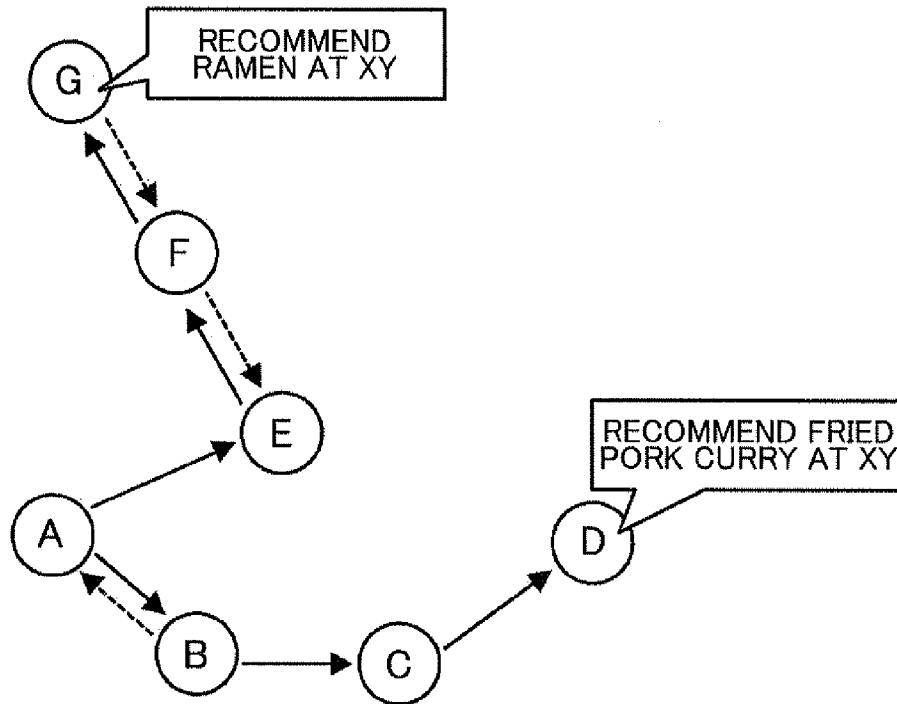 RECOMMEND
RAMEN AT XY
G
F
E
RECOMMEND FRIED
PORK CURRY AT XY
A
D
B
C